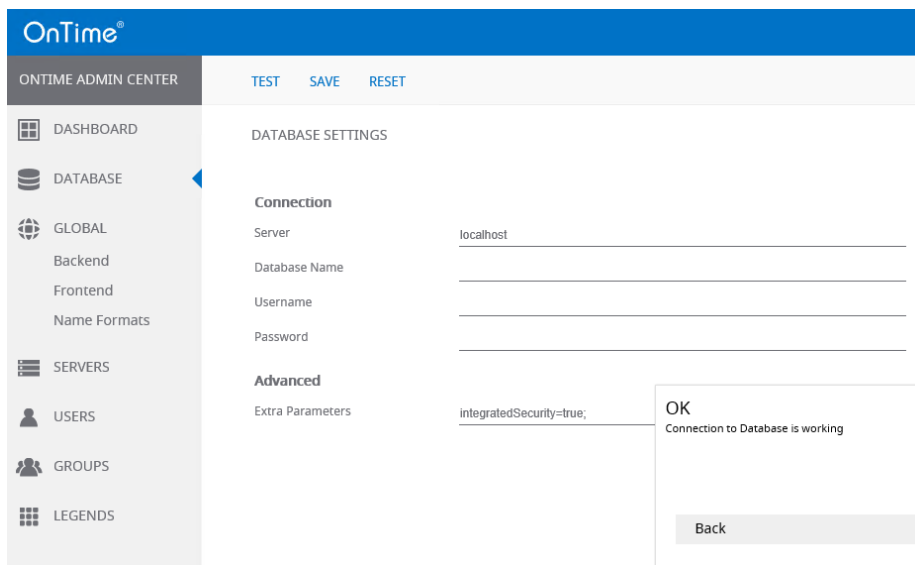 OnTime®
ONTIME ADMIN CENTER
TEST SAVE RESET
DASHBOARD
DATABASE SETTINGS
DATABASE
Connection
GLOBAL
Server localhost
Backend
Database Name
Frontend
Username
Name Formats
Password
SERVERS
Advanced
Extra Parameters integratedSecurity=true;
USERS
OK
Connection to Database is working
GROUPS
LEGENDS
Back